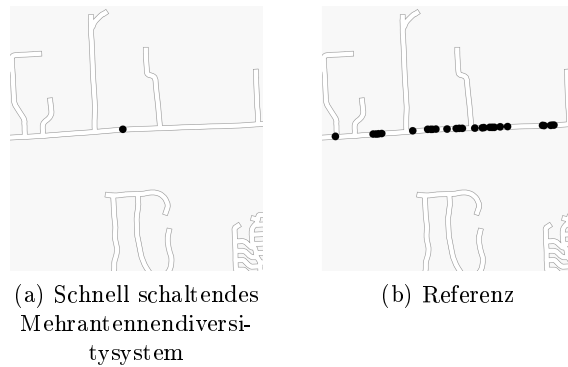 (a) Schnell schaltendes
Mehrantennendiversi-
tysystem
(b) Referenz